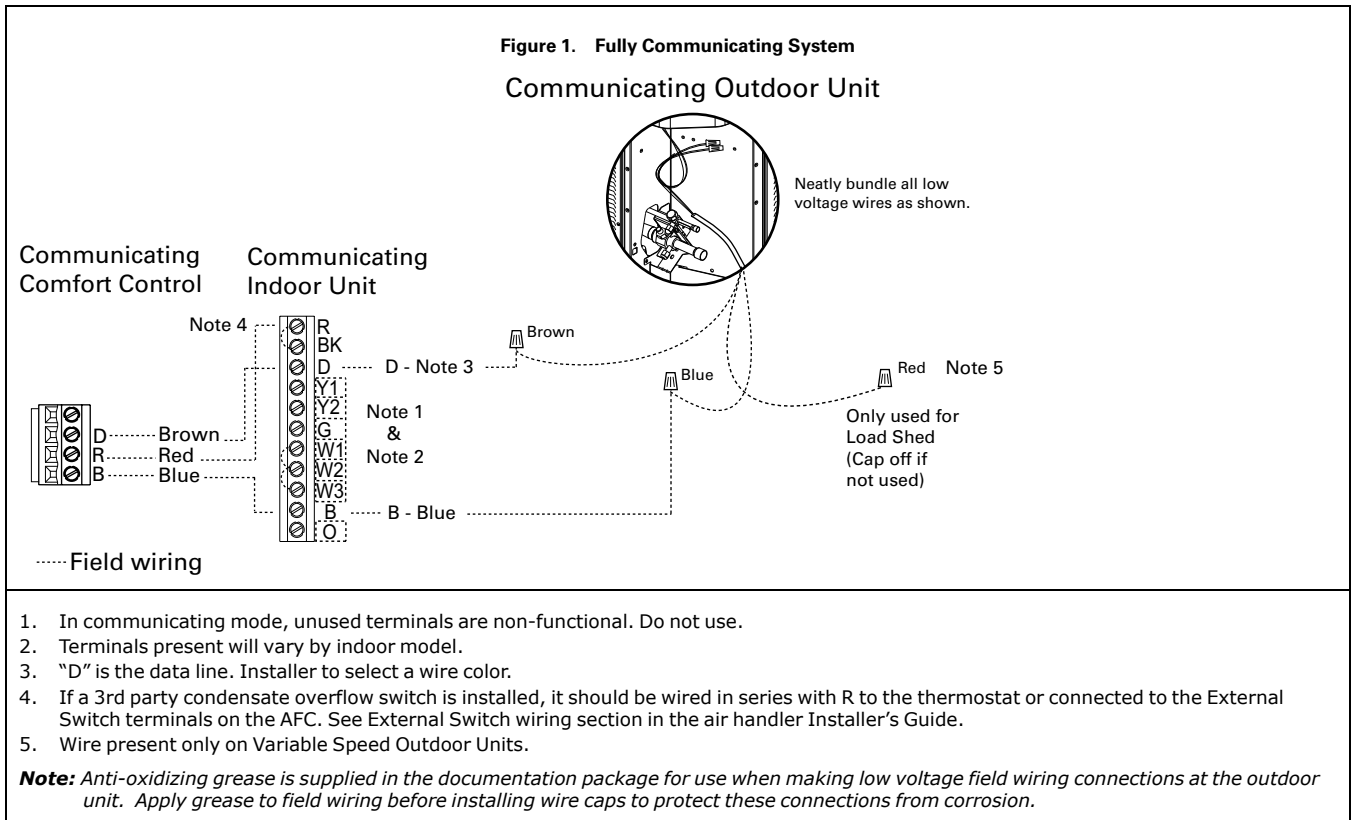 Figure 1. Fully Communicating System
Communicating Outdoor Unit
Neatly bundle all low
voltage wires as shown.
Communicating
Comfort Control
Communicating
Indoor Unit
Note 4
R
BK
D
Y1
Y2
G
W1
W2
W3
B
O
D - Note 3
Brown
Blue
Red
Note 5
Note 1
&
Note 2
Only used for
Load Shed
(Cap off if
not used)
D Brown
R Red
B Blue
B - Blue
Field wiring
1. In communicating mode, unused terminals are non-functional. Do not use.
2. Terminals present will vary by indoor model.
3. “D” is the data line. Installer to select a wire color.
4. If a 3rd party condensate overflow switch is installed, it should be wired in series with R to the thermostat or connected to the External
Switch terminals on the AFC. See External Switch wiring section in the air handler Installer’s Guide.
5. Wire present only on Variable Speed Outdoor Units.
Note: Anti-oxidizing grease is supplied in the documentation package for use when making low voltage field wiring connections at the outdoor
unit. Apply grease to field wiring before installing wire caps to protect these connections from corrosion.